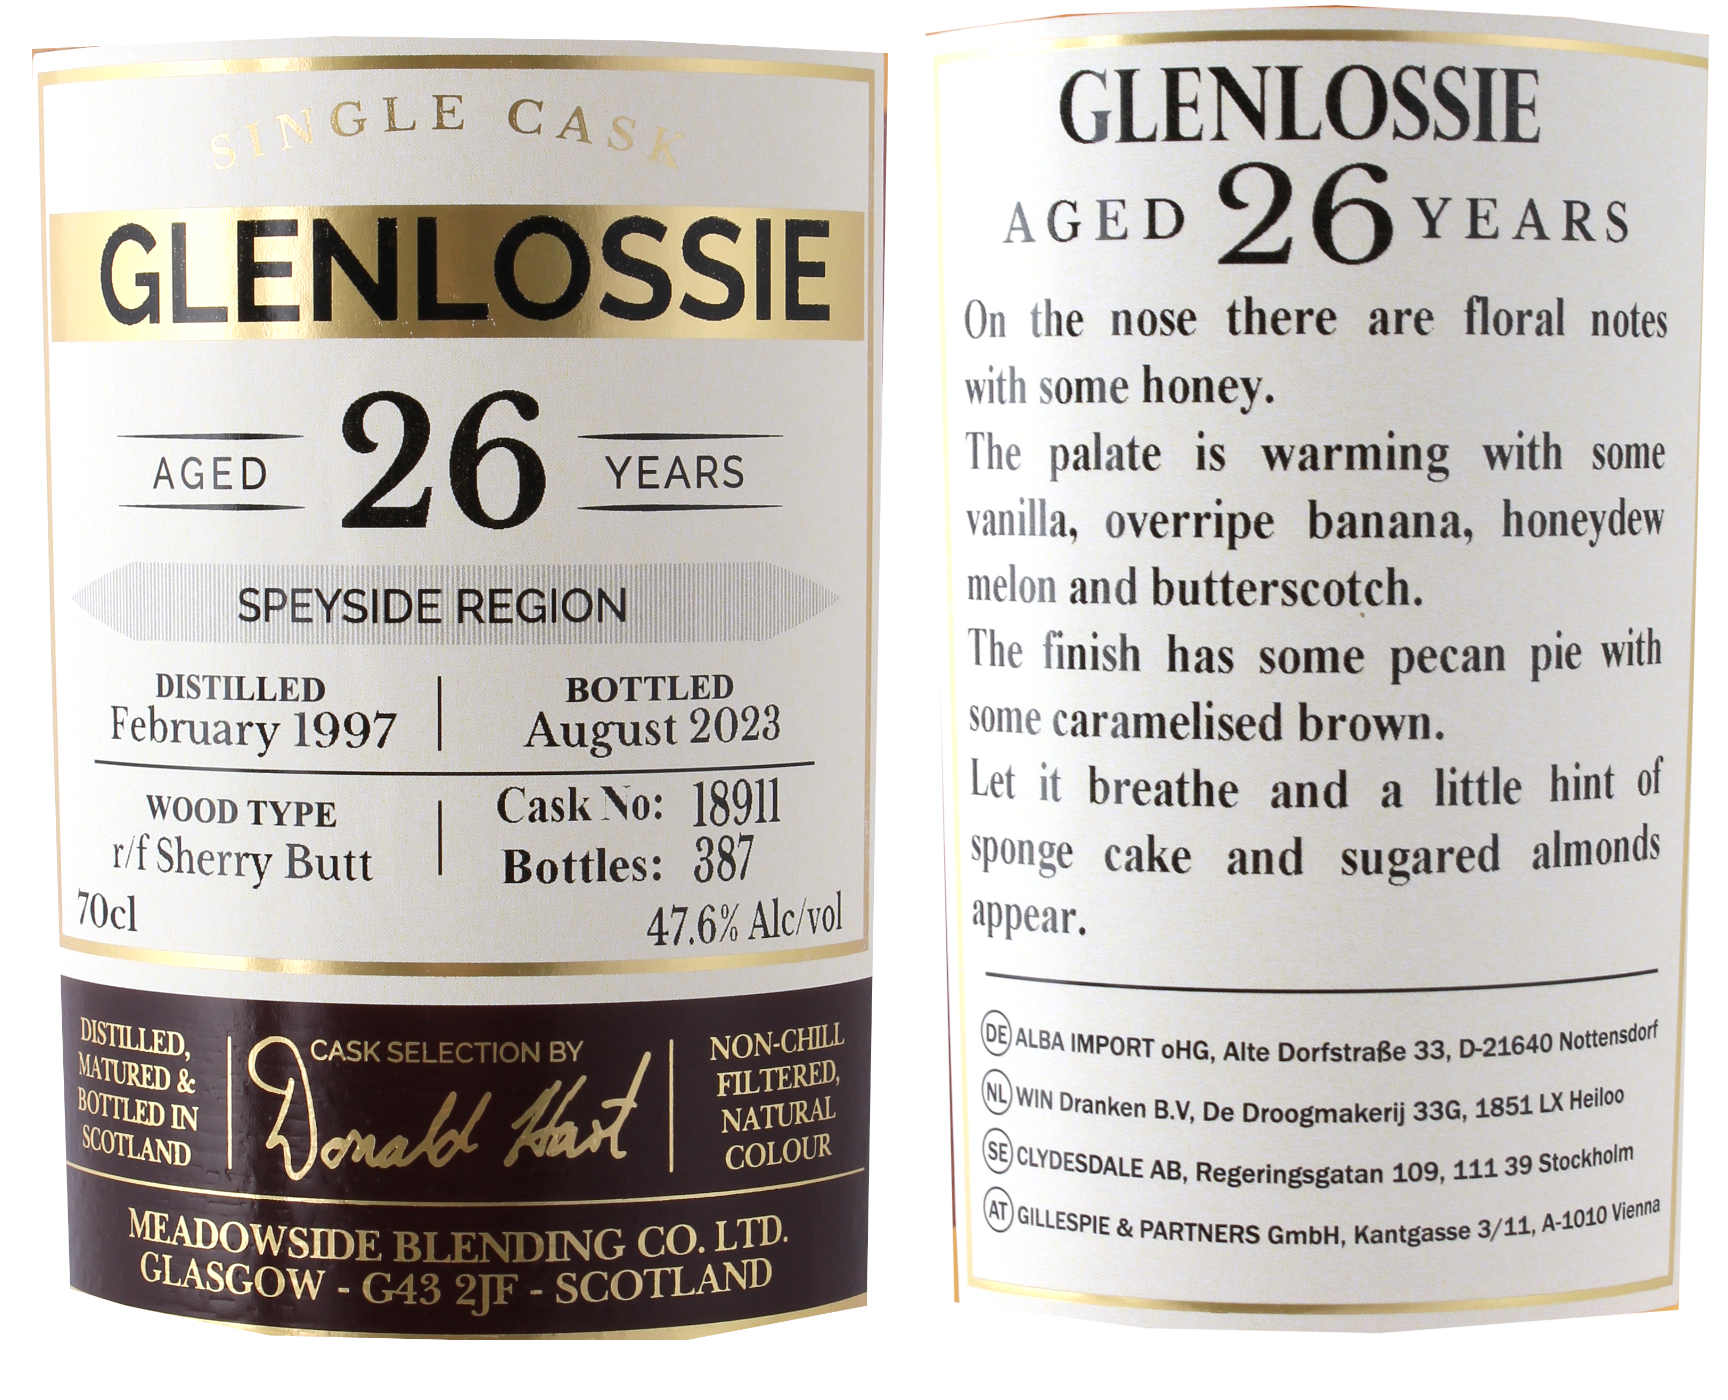 SINGLE CASK
GLENLOSSIE
AGED 26 YEARS
SPEYSIDE REGION
DISTILLED
February 1997
BOTTLED
August 2023
WOOD TYPE
r/f Sherry Butt
Cask No: 18911
Bottles: 387
70cl
47.6% Alc/vol
DISTILLED,
MATURED &
BOTTLED IN
SCOTLAND
CASK SELECTION BY
Donald Hart
NON-CHILL
FILTERED,
NATURAL
COLOUR
MEADOWSIDE BLENDING CO. LTD.
GLASGOW - G43 2JF - SCOTLAND
GLENLOSSIE
AGED 26 YEARS
On the nose there are floral notes
with some honey.
The palate is warming with some
vanilla, overripe banana, honeydew
melon and butterscotch.
The finish has some pecan pie with
some caramelised brown.
Let it breathe and a little hint of
sponge cake and sugared almonds
appear.
DE ALBA IMPORT oHG, Alte Dorfstraße 33, D-21640 Nottensdorf
NL WIN Dranken B.V, De Droogmakerij 33G, 1851 LX Heiloo
SE CLYDESDALE AB, Regeringsgatan 109, 111 39 Stockholm
AT GILLESPIE & PARTNERS GmbH, Kantgasse 3/11, A-1010 Vienna